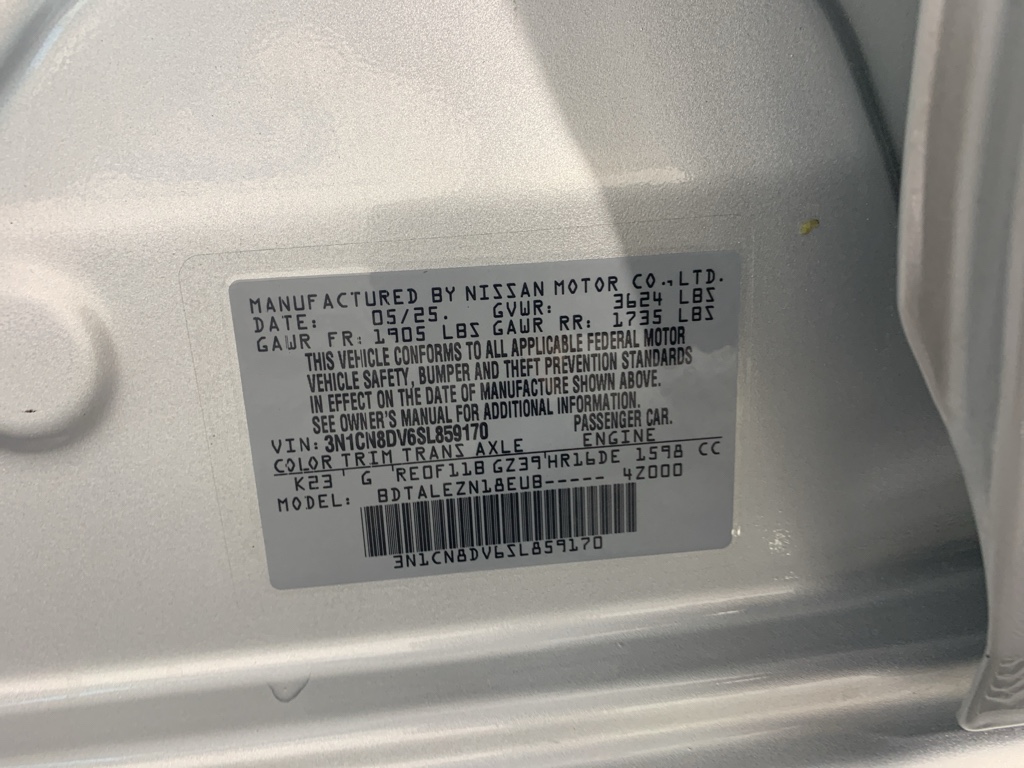 MANUFACTURED BY NISSAN MOTOR CO.,LTD.
DATE: 05/25. GVWR: 3624 LBS
GAWR FR: 1905 LBS GAWR RR: 1735 LBS
THIS VEHICLE CONFORMS TO ALL APPLICABLE FEDERAL MOTOR
VEHICLE SAFETY, BUMPER AND THEFT PREVENTION STANDARDS
IN EFFECT ON THE DATE OF MANUFACTURE SHOWN ABOVE.
SEE OWNER'S MANUAL FOR ADDITIONAL INFORMATION.
VIN: 3N1CN8DV6SL859170 PASSENGER CAR.
COLOR TRIM TRANS AXLE ENGINE
K23 G RE0F11B GZ39 HR16DE 1598 CC
MODEL: BDTALEZN18EUB----- 4Z000
3N1CN8DV6SL859170